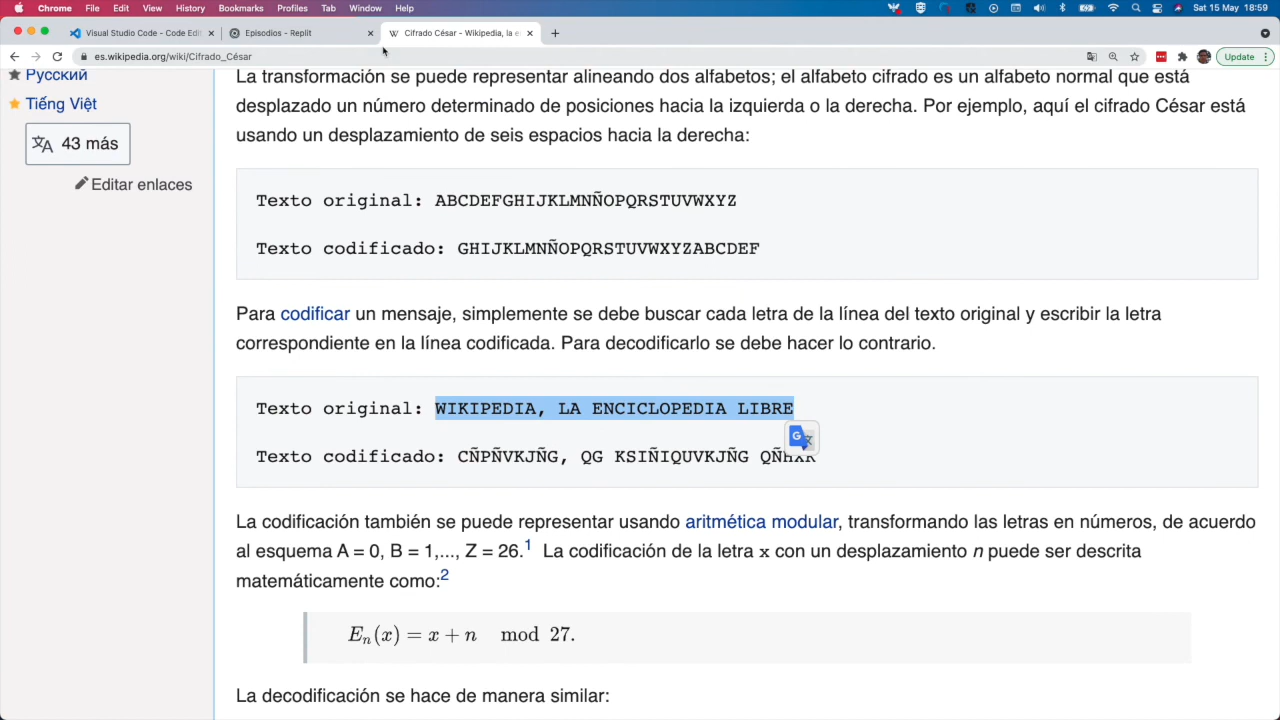 Chrome File Edit View History Bookmarks Profiles Tab Window Help Sat 15 May 18:59
Visual Studio Code - Code Edit Episodios - Replit Cifrado César - Wikipedia, la e
es.wikipedia.org/wiki/Cifrado_César Update
Русский
Tiếng Việt
43 más
Editar enlaces
La transformación se puede representar alineando dos alfabetos; el alfabeto cifrado es un alfabeto normal que está
desplazado un número determinado de posiciones hacia la izquierda o la derecha. Por ejemplo, aquí el cifrado César está
usando un desplazamiento de seis espacios hacia la derecha:
Texto original: ABCDEFGHIJKLMNÑOPQRSTUVWXYZ
Texto codificado: GHIJKLMNÑOPQRSTUVWXYZABCDEF
Para codificar un mensaje, simplemente se debe buscar cada letra de la línea del texto original y escribir la letra
correspondiente en la línea codificada. Para decodificarlo se debe hacer lo contrario.
Texto original: WIKIPEDIA, LA ENCICLOPEDIA LIBRE
Texto codificado: CÑPÑVKJÑG, QG KSIÑIQUVKJÑG QÑHXK
La codificación también se puede representar usando aritmética modular, transformando las letras en números, de acuerdo
al esquema A = 0, B = 1,..., Z = 26.1 La codificación de la letra x con un desplazamiento n puede ser descrita
matemáticamente como:2
En(x) = x + n mod 27.
La decodificación se hace de manera similar: